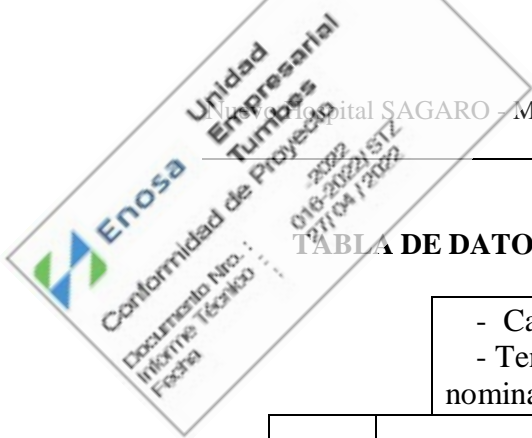 Enosa
Unidad
Empresarial
Tumbes
Conformidad de Proyecto
Documento Nro. : -2022
Informe Técnico : 016-2022/ STZ
Fecha : 27/ 04 / 2022
Nuevo Hospital SAGARO - M
TABLA DE DATO
- Ca
- Ter
nomina